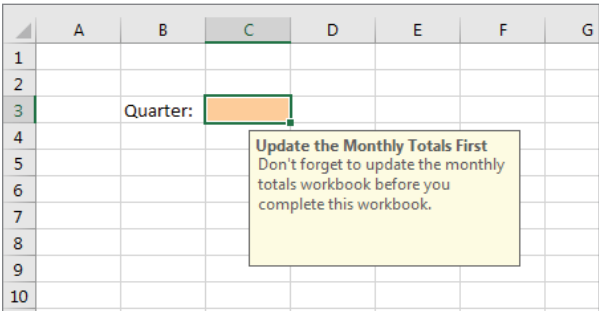 A B C D E F G
1
2
3 Quarter:
4
Update the Monthly Totals First
5 Don't forget to update the monthly
6 totals workbook before you
complete this workbook.
7
8
9
10